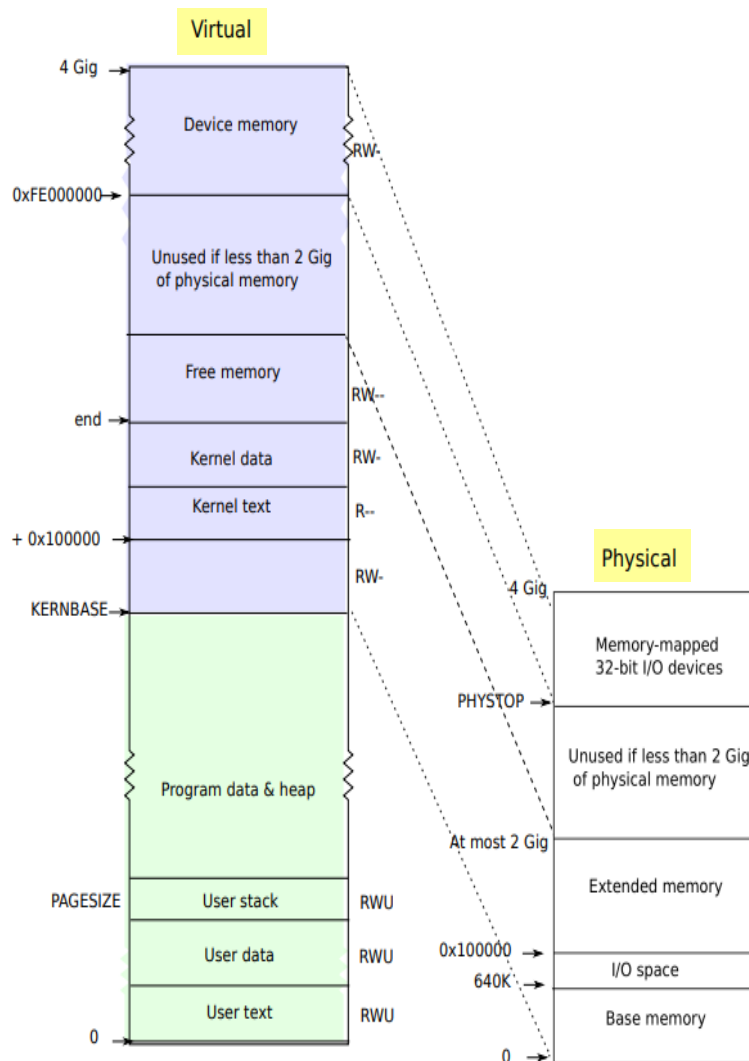 Virtual
4 Gig
Device memory
RW-
0xFE000000
Unused if less than 2 Gig
of physical memory
Free memory
RW--
end
Kernel data
RW-
Kernel text
R--
+ 0x100000
RW-
KERNBASE
Program data & heap
PAGESIZE
User stack
RWU
User data
RWU
User text
RWU
0
Physical
4 Gig
Memory-mapped
32-bit I/O devices
PHYSTOP
Unused if less than 2 Gig
of physical memory
At most 2 Gig
Extended memory
0x100000
I/O space
640K
Base memory
0